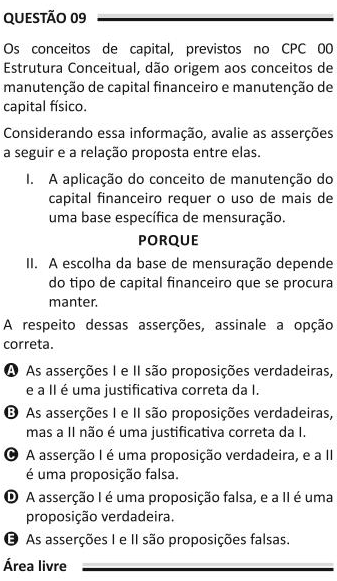 QUESTÃO 09
Os conceitos de capital, previstos no CPC 00
Estrutura Conceitual, dão origem aos conceitos de
manutenção de capital financeiro e manutenção de
capital físico.
Considerando essa informação, avalie as asserções
a seguir e a relação proposta entre elas.
I. A aplicação do conceito de manutenção do
capital financeiro requer o uso de mais de
uma base específica de mensuração.
PORQUE
II. A escolha da base de mensuração depende
do tipo de capital financeiro que se procura
manter.
A respeito dessas asserções, assinale a opção
correta.
A As asserções I e II são proposições verdadeiras,
e a II é uma justificativa correta da I.
B As asserções I e II são proposições verdadeiras,
mas a II não é uma justificativa correta da I.
C A asserção I é uma proposição verdadeira, e a II
é uma proposição falsa.
D A asserção I é uma proposição falsa, e a II é uma
proposição verdadeira.
E As asserções I e II são proposições falsas.
Área livre